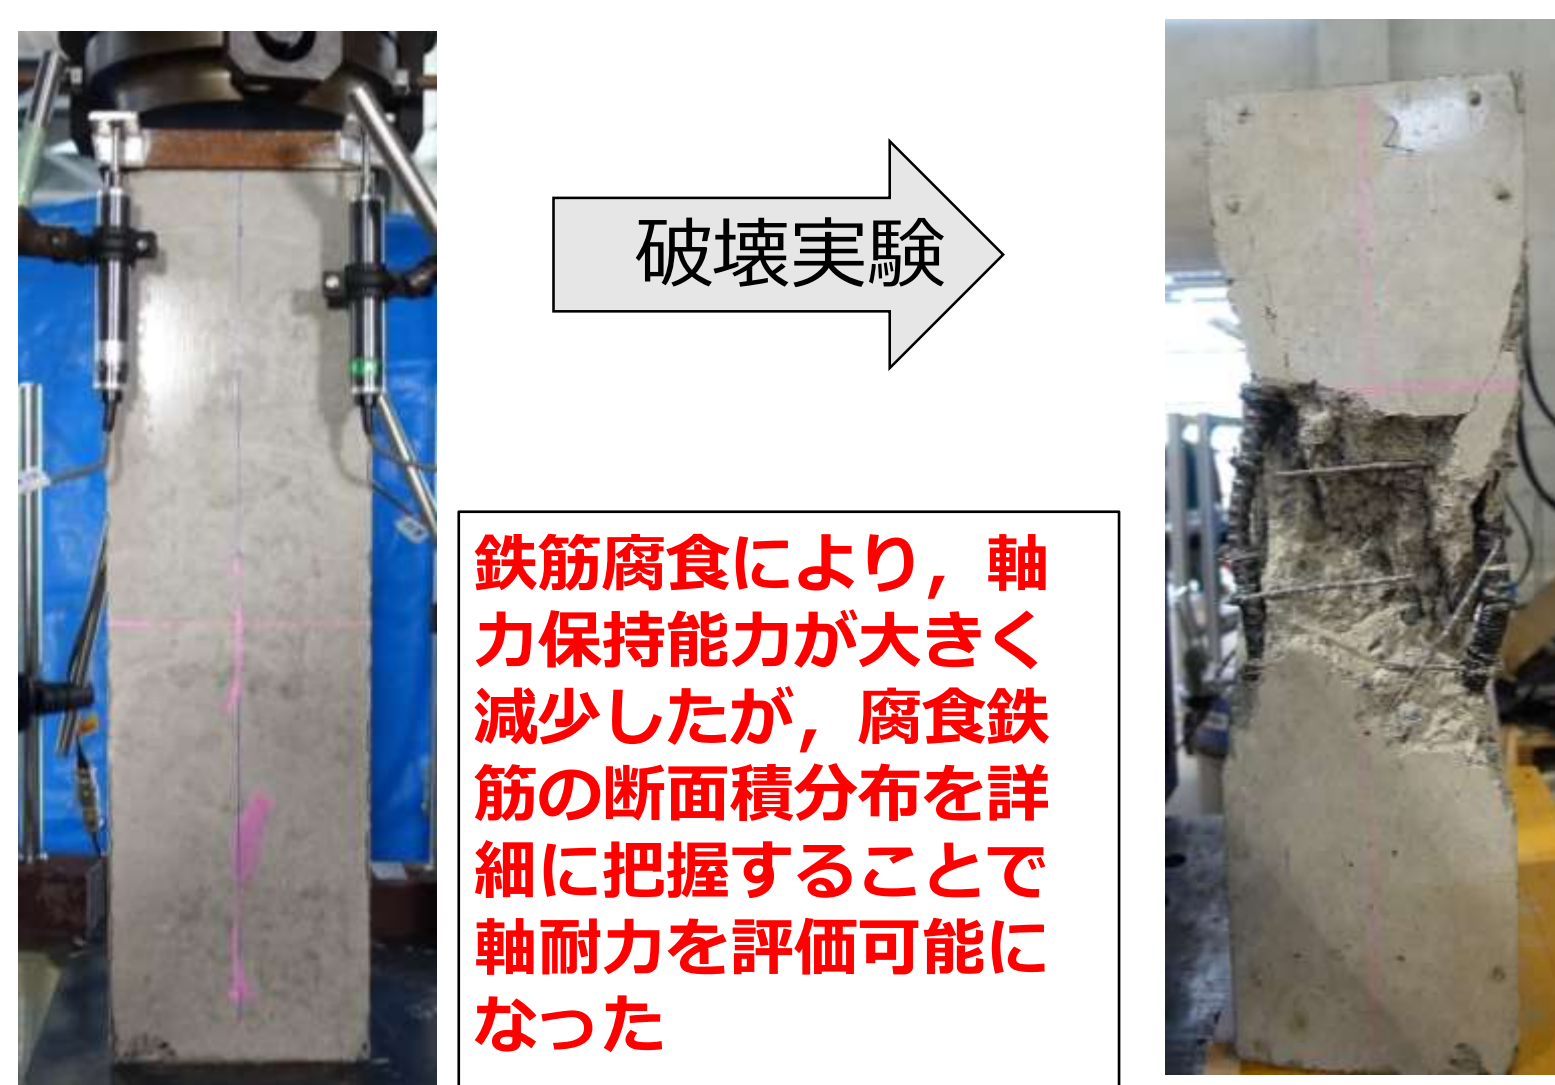 破壊実験
鉄筋腐食により，軸
力保持能力が大きく
減少したが，腐食鉄
筋の断面積分布を詳
細に把握することで
軸耐力を評価可能に
なった